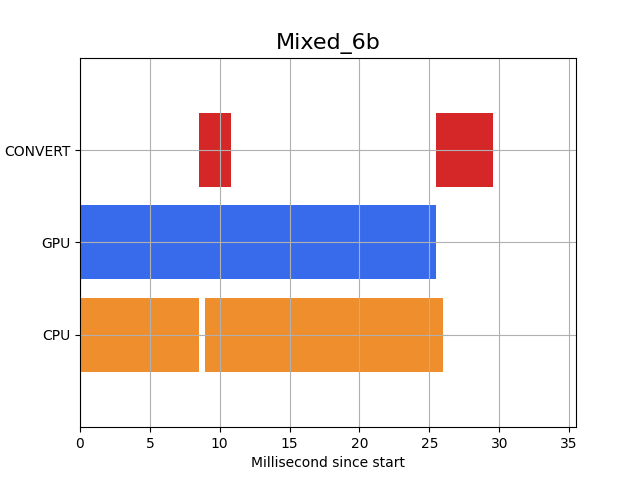 Mixed_6b
CONVERT
GPU
CPU
0 5 10 15 20 25 30 35
Millisecond since start